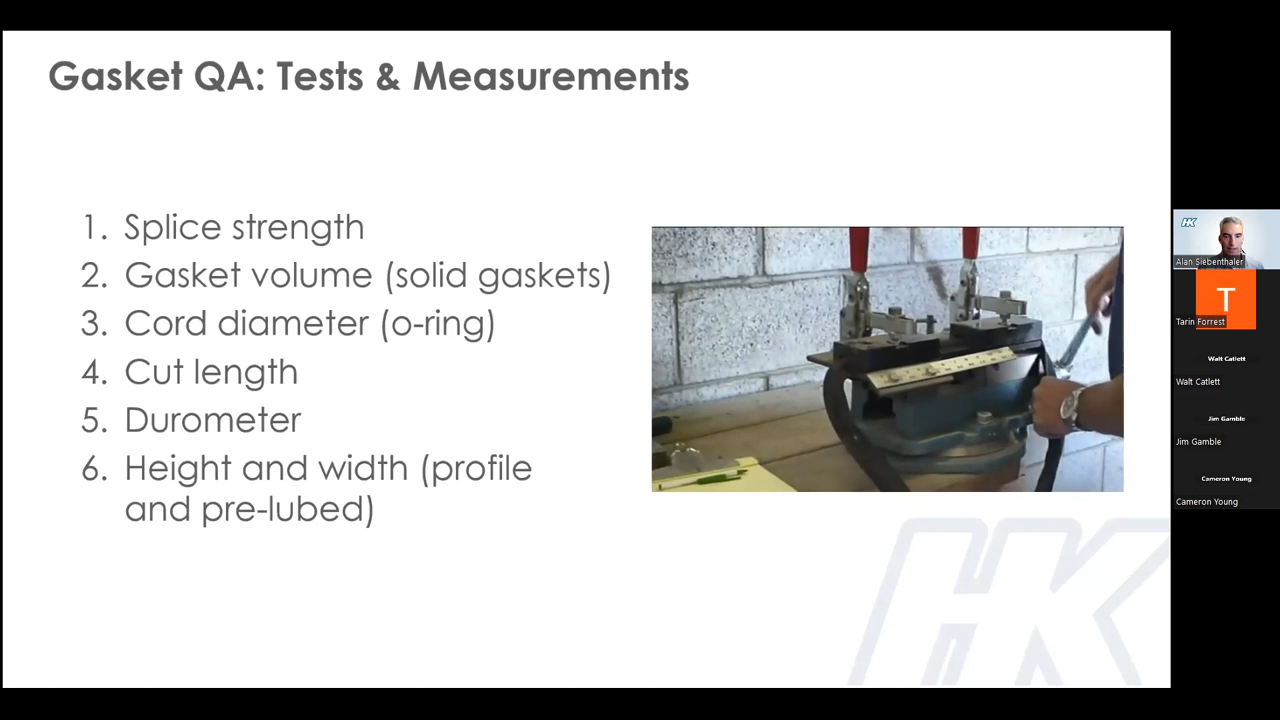 Gasket QA: Tests & Measurements
1. Splice strength
2. Gasket volume (solid gaskets)
3. Cord diameter (o-ring)
4. Cut length
5. Durometer
6. Height and width (profile
and pre-lubed)
HK
HK
Alan Siebenthaler
T
Tarin Forrest
Walt Catlett
Walt Catlett
Jim Gamble
Jim Gamble
Cameron Young
Cameron Young